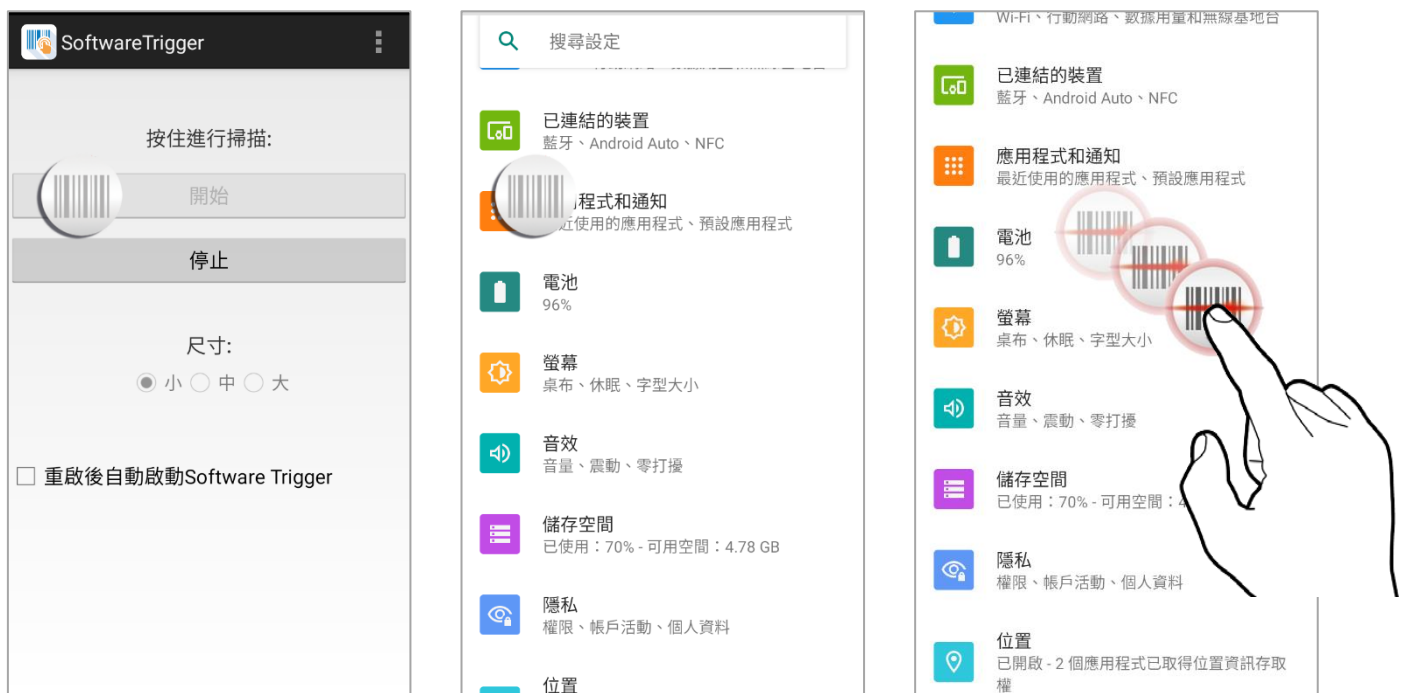 SoftwareTrigger
按住進行掃描:
開始
停止
尺寸:
小 中 大
重啟後自動啟動Software Trigger
搜尋設定
已連結的裝置
藍牙、Android Auto、NFC
程式和通知
近使用的應用程式、預設應用程式
電池
96%
螢幕
桌布、休眠、字型大小
音效
音量、震動、零打擾
儲存空間
已使用：70% - 可用空間：4.78 GB
隱私
權限、帳戶活動、個人資料
位置
Wi-Fi、行動網路、數據用量和無線基地台
已連結的裝置
藍牙、Android Auto、NFC
應用程式和通知
最近使用的應用程式、預設應用程式
電池
96%
螢幕
桌布、休眠、字型大小
音效
音量、震動、零打擾
儲存空間
已使用：70% - 可用空間：
隱私
權限、帳戶活動、個人資料
位置
已開啟 - 2 個應用程式已取得位置資訊存取
權